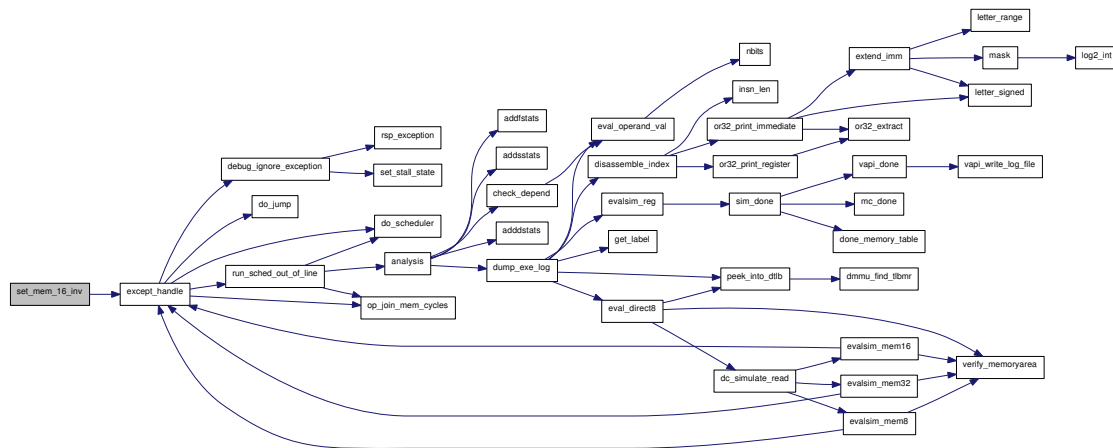 letter_range
nbits
extend_imm
mask
log2_int
insn_len
letter_signed
addfstats
eval_operand_val
or32_print_immediate
or32_extract
rsp_exception
addsstats
debug_ignore_exception
disassemble_index
or32_print_register
vapi_done
vapi_write_log_file
set_stall_state
check_depend
do_jump
evalsim_reg
sim_done
mc_done
do_scheduler
adddstats
get_label
done_memory_table
analysis
run_sched_out_of_line
dump_exe_log
peek_into_dtlb
dmmu_find_tlbmr
set_mem_16_inv
except_handle
op_join_mem_cycles
eval_direct8
evalsim_mem16
verify_memoryarea
dc_simulate_read
evalsim_mem32
evalsim_mem8